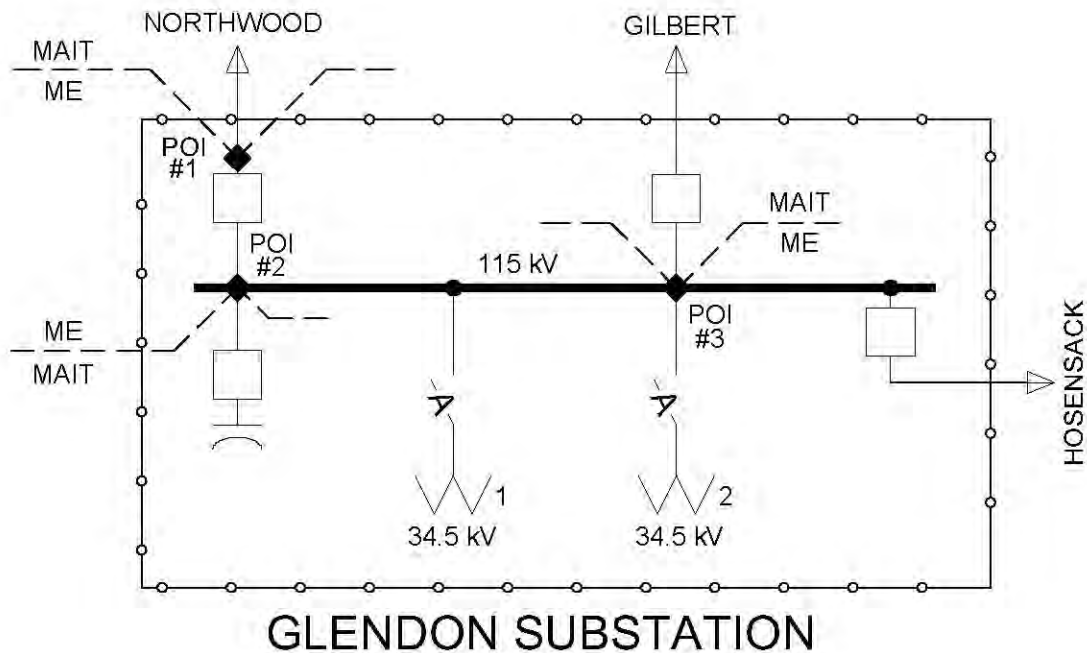 NORTHWOOD
GILBERT
MAIT
ME
POI
#1
MAIT
ME
POI
#2
115 kV
POI
#3
ME
MAIT
HOSENSACK
A
A
1
2
34.5 kV
34.5 kV
GLENDON SUBSTATION